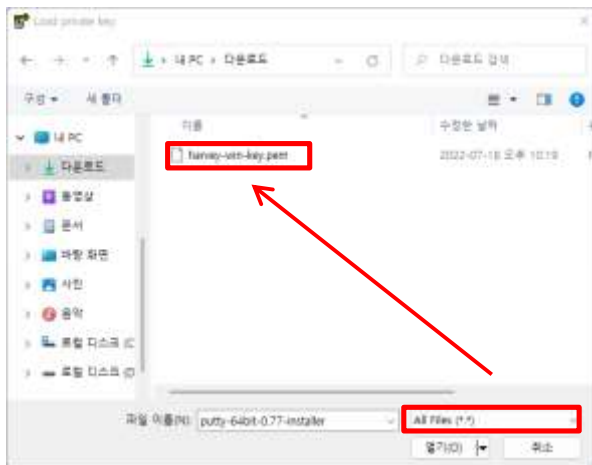 Load private key
내 PC > 다운로드
다운로드 검색
구성
새 폴더
이름
수정한 날짜
내 PC
harvey-win-key.pem
2022-07-18 오후 10:19
다운로드
동영상
문서
바탕 화면
사진
음악
로컬 디스크 (C
로컬 디스크 (D
파일 이름(N):
putty-64bit-0.77-installer
All Files (*.*)
열기(O)
취소